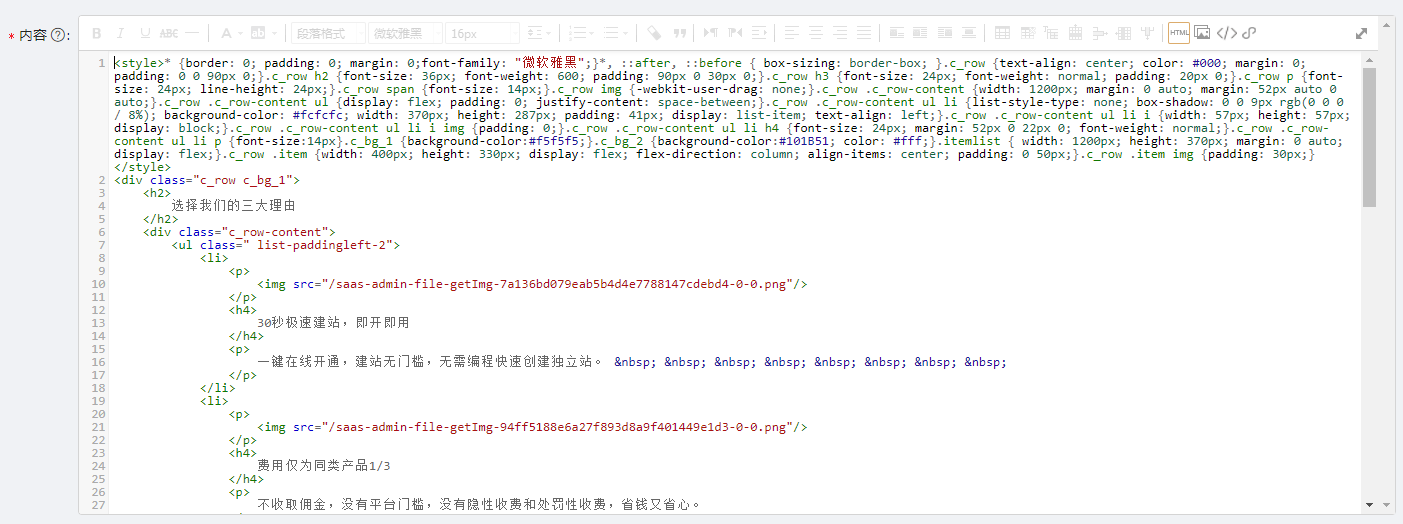 * 内容 ? :
B I U ABC A ab 段落格式 微软雅黑 16px HTML
1 <style>* {border: 0; padding: 0; margin: 0;font-family: "微软雅黑";}*, ::after, ::before { box-sizing: border-box; }.c_row {text-align: center; color: #000; margin: 0;
padding: 0 0 90px 0;}.c_row h2 {font-size: 36px; font-weight: 600; padding: 90px 0 30px 0;}.c_row h3 {font-size: 24px; font-weight: normal; padding: 20px 0;}.c_row p {font-
size: 24px; line-height: 24px;}.c_row span {font-size: 14px;}.c_row img {-webkit-user-drag: none;}.c_row .c_row-content {width: 1200px; margin: 0 auto; margin: 52px auto 0
auto;}.c_row .c_row-content ul {display: flex; padding: 0; justify-content: space-between;}.c_row .c_row-content ul li {list-style-type: none; box-shadow: 0 0 9px rgb(0 0 0
/ 8%); background-color: #fcfcfc; width: 370px; height: 287px; padding: 41px; display: list-item; text-align: left;}.c_row .c_row-content ul li i {width: 57px; height: 57px;
display: block;}.c_row .c_row-content ul li i img {padding: 0;}.c_row .c_row-content ul li h4 {font-size: 24px; margin: 52px 0 22px 0; font-weight: normal;}.c_row .c_row-
content ul li p {font-size:14px}.c_bg_1 {background-color:#f5f5f5;}.c_bg_2 {background-color:#101B51; color: #fff;}.itemlist { width: 1200px; height: 370px; margin: 0 auto;
display: flex;}.c_row .item {width: 400px; height: 330px; display: flex; flex-direction: column; align-items: center; padding: 0 50px;}.c_row .item img {padding: 30px;}
</style>
2 <div class="c_row c_bg_1">
3 <h2>
4 选择我们的三大理由
5 </h2>
6 <div class="c_row-content">
7 <ul class=" list-paddingleft-2">
8 <li>
9 <p>
10 <img src="/saas-admin-file-getImg-7a136bd079eab5b4d4e7788147cdebd4-0-0.png"/>
11 </p>
12 <h4>
13 30秒极速建站，即开即用
14 </h4>
15 <p>
16 一键在线开通，建站无门槛，无需编程快速创建独立站。 &nbsp; &nbsp; &nbsp; &nbsp; &nbsp; &nbsp; &nbsp; &nbsp;
17 </p>
18 </li>
19 <li>
20 <p>
21 <img src="/saas-admin-file-getImg-94ff5188e6a27f893d8a9f401449e1d3-0-0.png"/>
22 </p>
23 <h4>
24 费用仅为同类产品1/3
25 </h4>
26 <p>
27 不收取佣金，没有平台门槛，没有隐性收费和处罚性收费，省钱又省心。